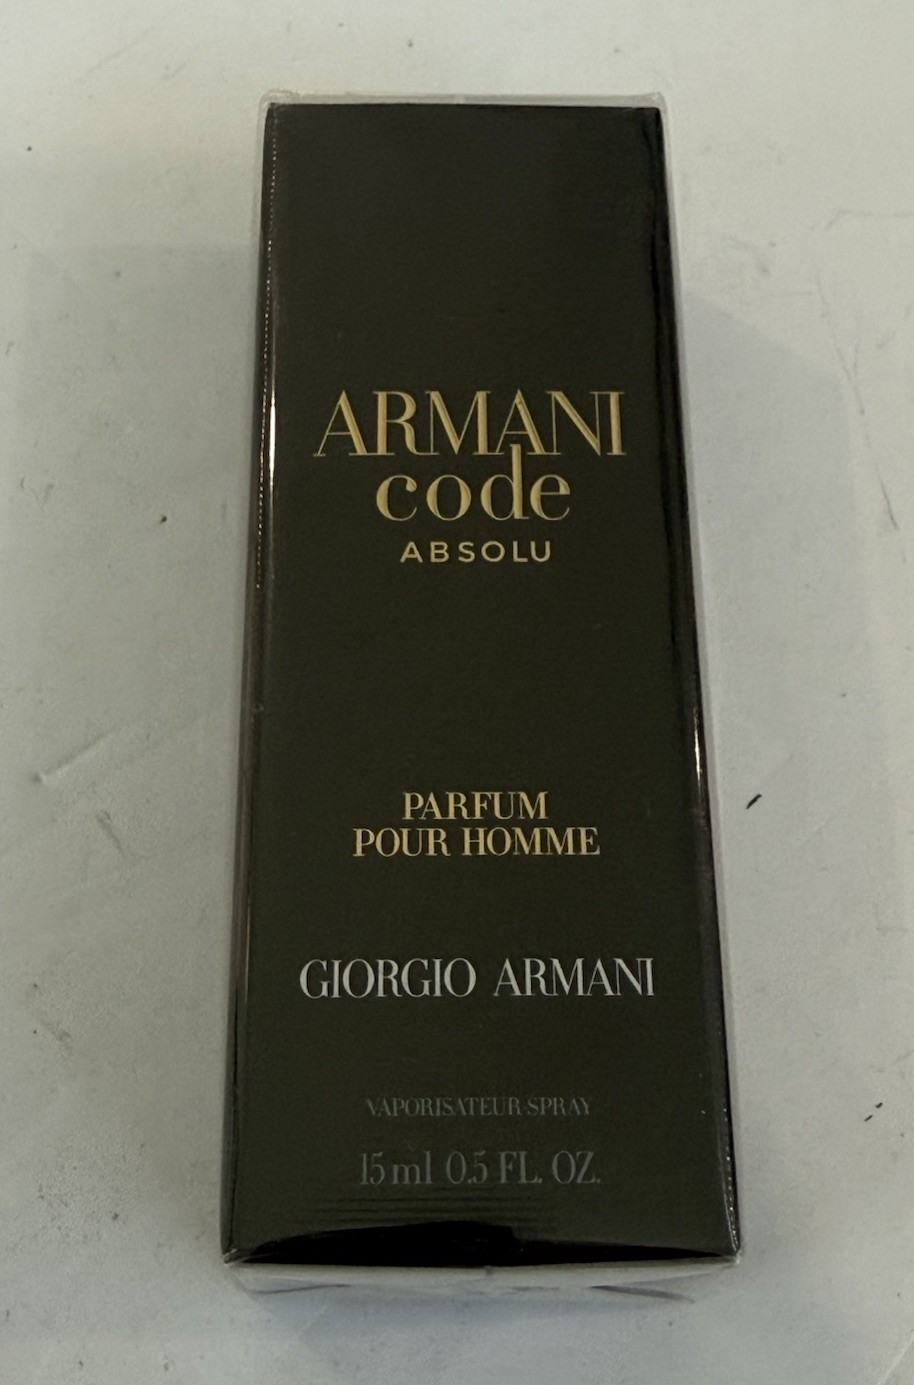 ARMANI
code
ABSOLU
PARFUM
POUR HOMME
GIORGIO ARMANI
VAPORISATEUR SPRAY
15 ml 0.5 FL. OZ.